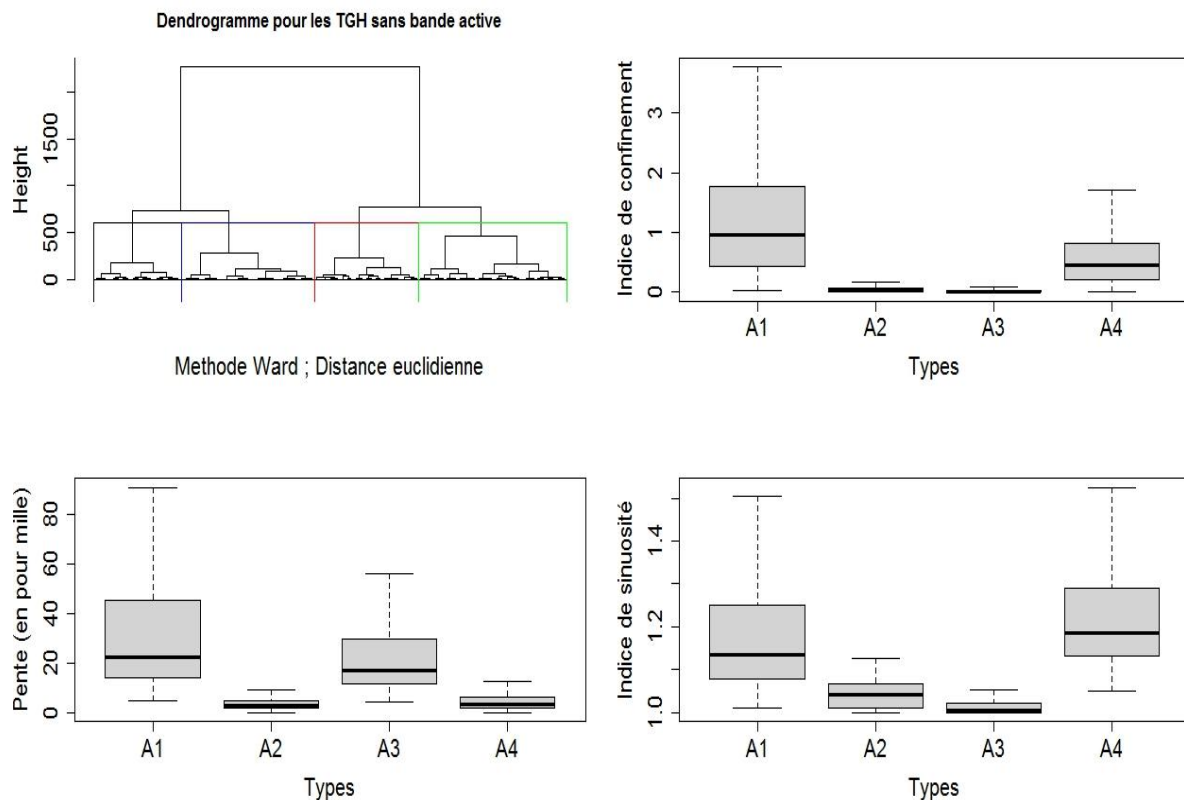 Dendrogramme pour les TGH sans bande active
Height
1500
500
0
Methode Ward ; Distance euclidienne
Indice de confinement
3
2
1
0
A1 A2 A3 A4
Types
Pente (en pour mille)
80
60
40
20
0
A1 A2 A3 A4
Types
Indice de sinuosité
1.4
1.2
1.0
A1 A2 A3 A4
Types